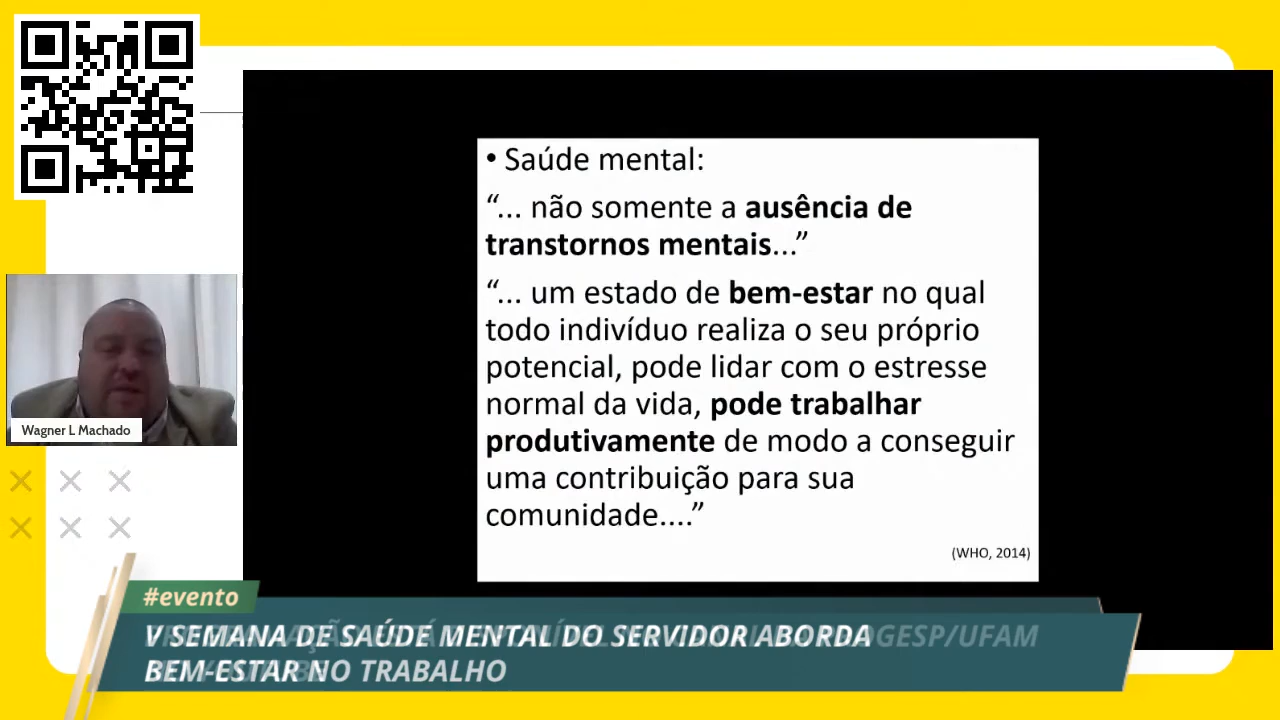 • Saúde mental:
“... não somente a ausência de
transtornos mentais...”
“... um estado de bem-estar no qual
todo indivíduo realiza o seu próprio
potencial, pode lidar com o estresse
normal da vida, pode trabalhar
produtivamente de modo a conseguir
uma contribuição para sua
comunidade....”
(WHO, 2014)
Wagner L Machado
#evento
V SEMANA DE SAÚDE MENTAL DO SERVIDOR ABORDA
BEM-ESTAR NO TRABALHO